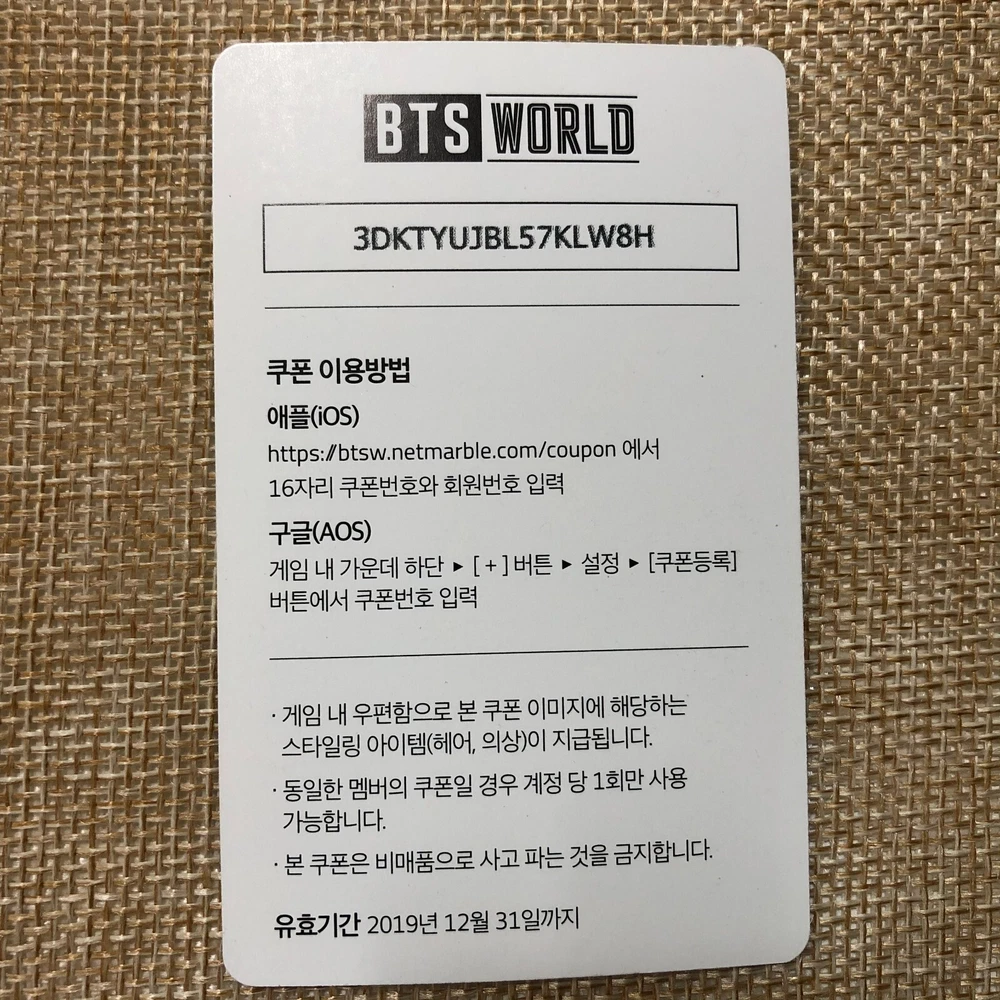 BTS WORLD
3DKTYUJBL57KLW8H
쿠폰 이용방법
애플(iOS)
https://btsw.netmarble.com/coupon 에서
16자리 쿠폰번호와 회원번호 입력
구글(AOS)
게임 내 가운데 하단 ▶ [ + ] 버튼 ▶ 설정 ▶ [쿠폰등록]
버튼에서 쿠폰번호 입력
· 게임 내 우편함으로 본 쿠폰 이미지에 해당하는
스타일링 아이템(헤어, 의상)이 지급됩니다.
· 동일한 멤버의 쿠폰일 경우 계정 당 1회만 사용
가능합니다.
· 본 쿠폰은 비매품으로 사고 파는 것을 금지합니다.
유효기간 2019년 12월 31일까지